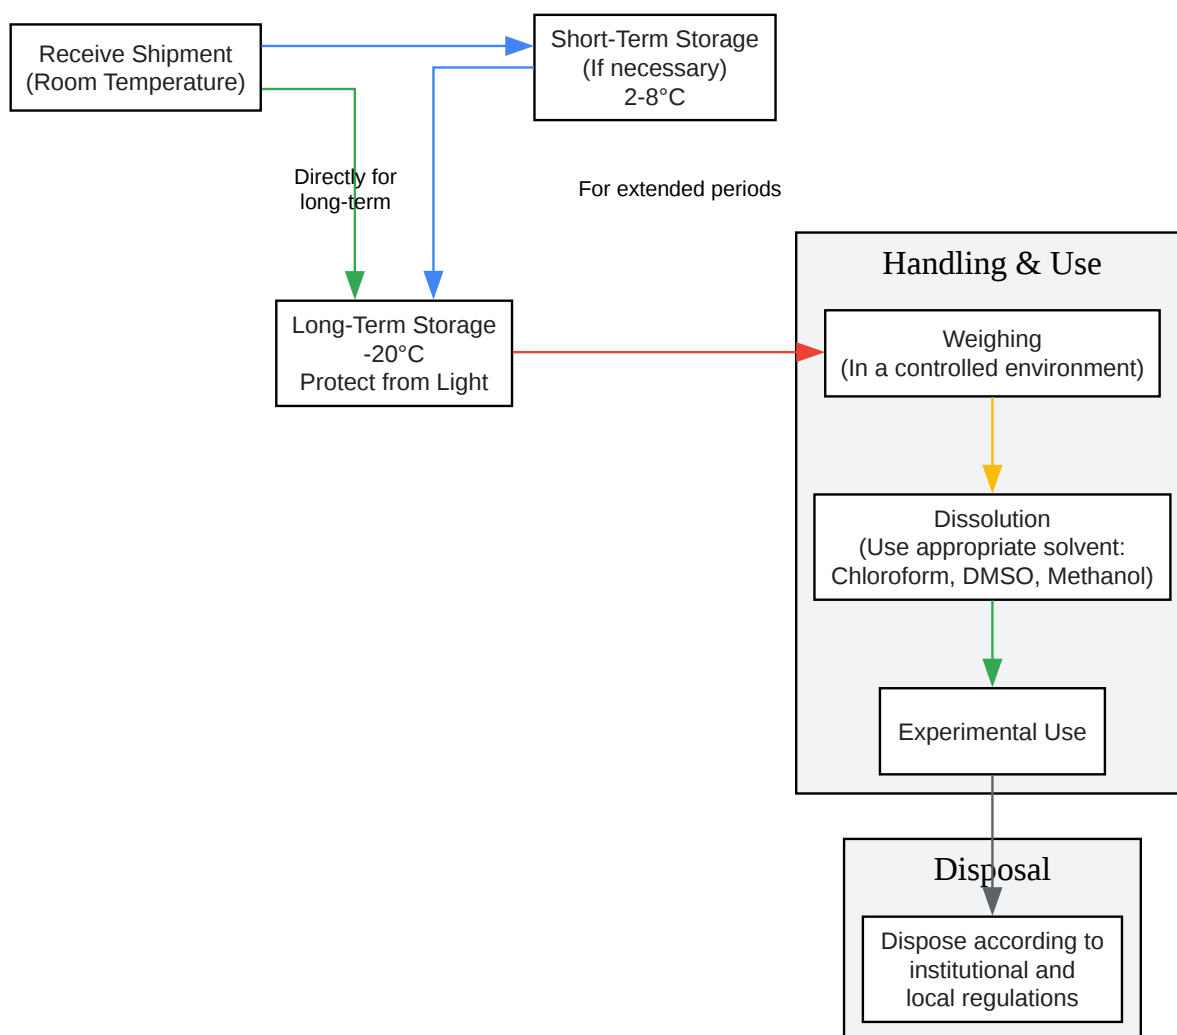 Receive Shipment
(Room Temperature)
Short-Term Storage
(If necessary)
2-8°C
Directly for
long-term
For extended periods
Long-Term Storage
-20°C
Protect from Light
Handling & Use
Weighing
(In a controlled environment)
Dissolution
(Use appropriate solvent:
Chloroform, DMSO, Methanol)
Experimental Use
Disposal
Dispose according to
institutional and
local regulations